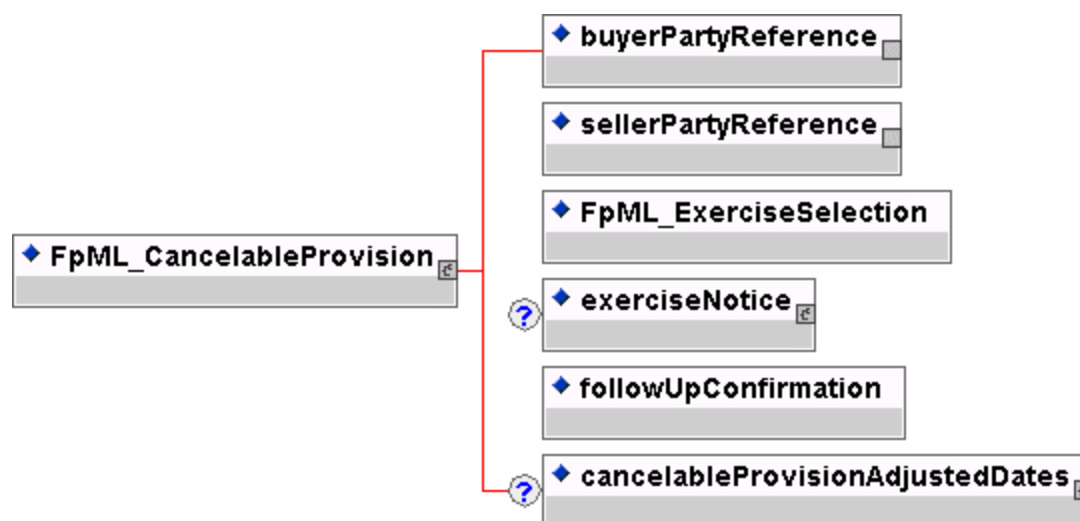 buyerPartyReference
sellerPartyReference
FpML_ExerciseSelection
FpML_CancelableProvision
?
exerciseNotice
followUpConfirmation
?
cancelableProvisionAdjustedDates